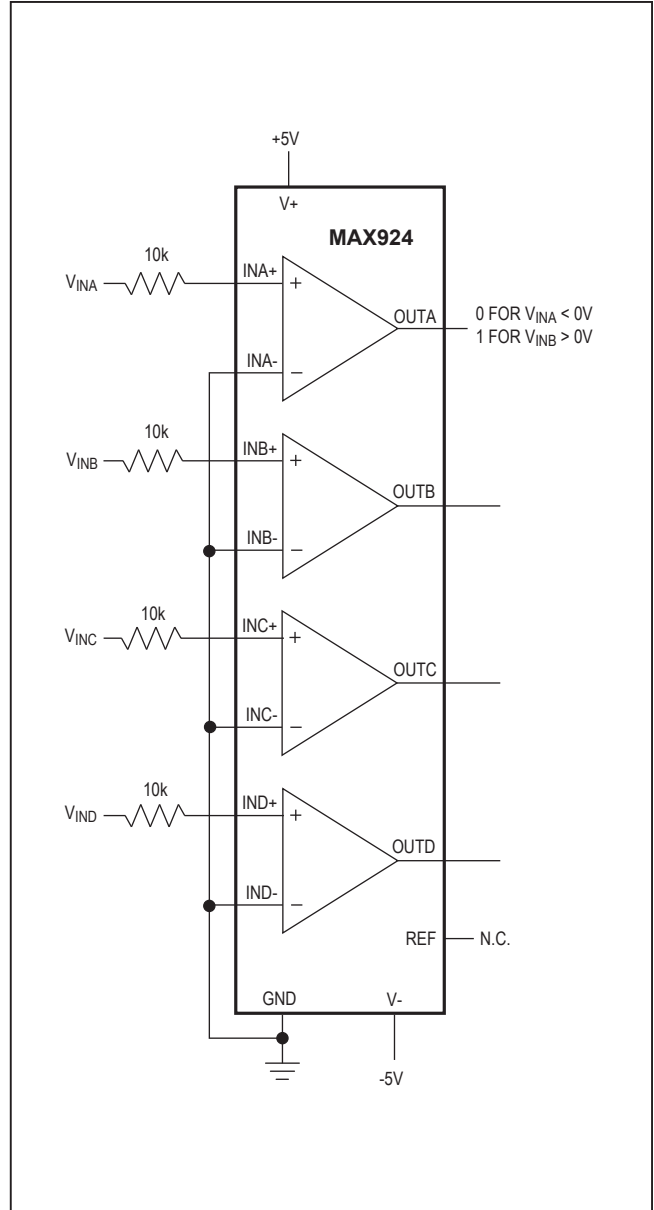 +5V
V+
MAX924
10k
VINA
INA+
+
OUTA
0 FOR VINA < 0V
1 FOR VINB > 0V
INA-
−
10k
VINB
INB+
+
OUTB
INB-
−
10k
VINC
INC+
+
OUTC
INC-
−
10k
VIND
IND+
+
OUTD
IND-
−
REF
N.C.
GND
V-
-5V